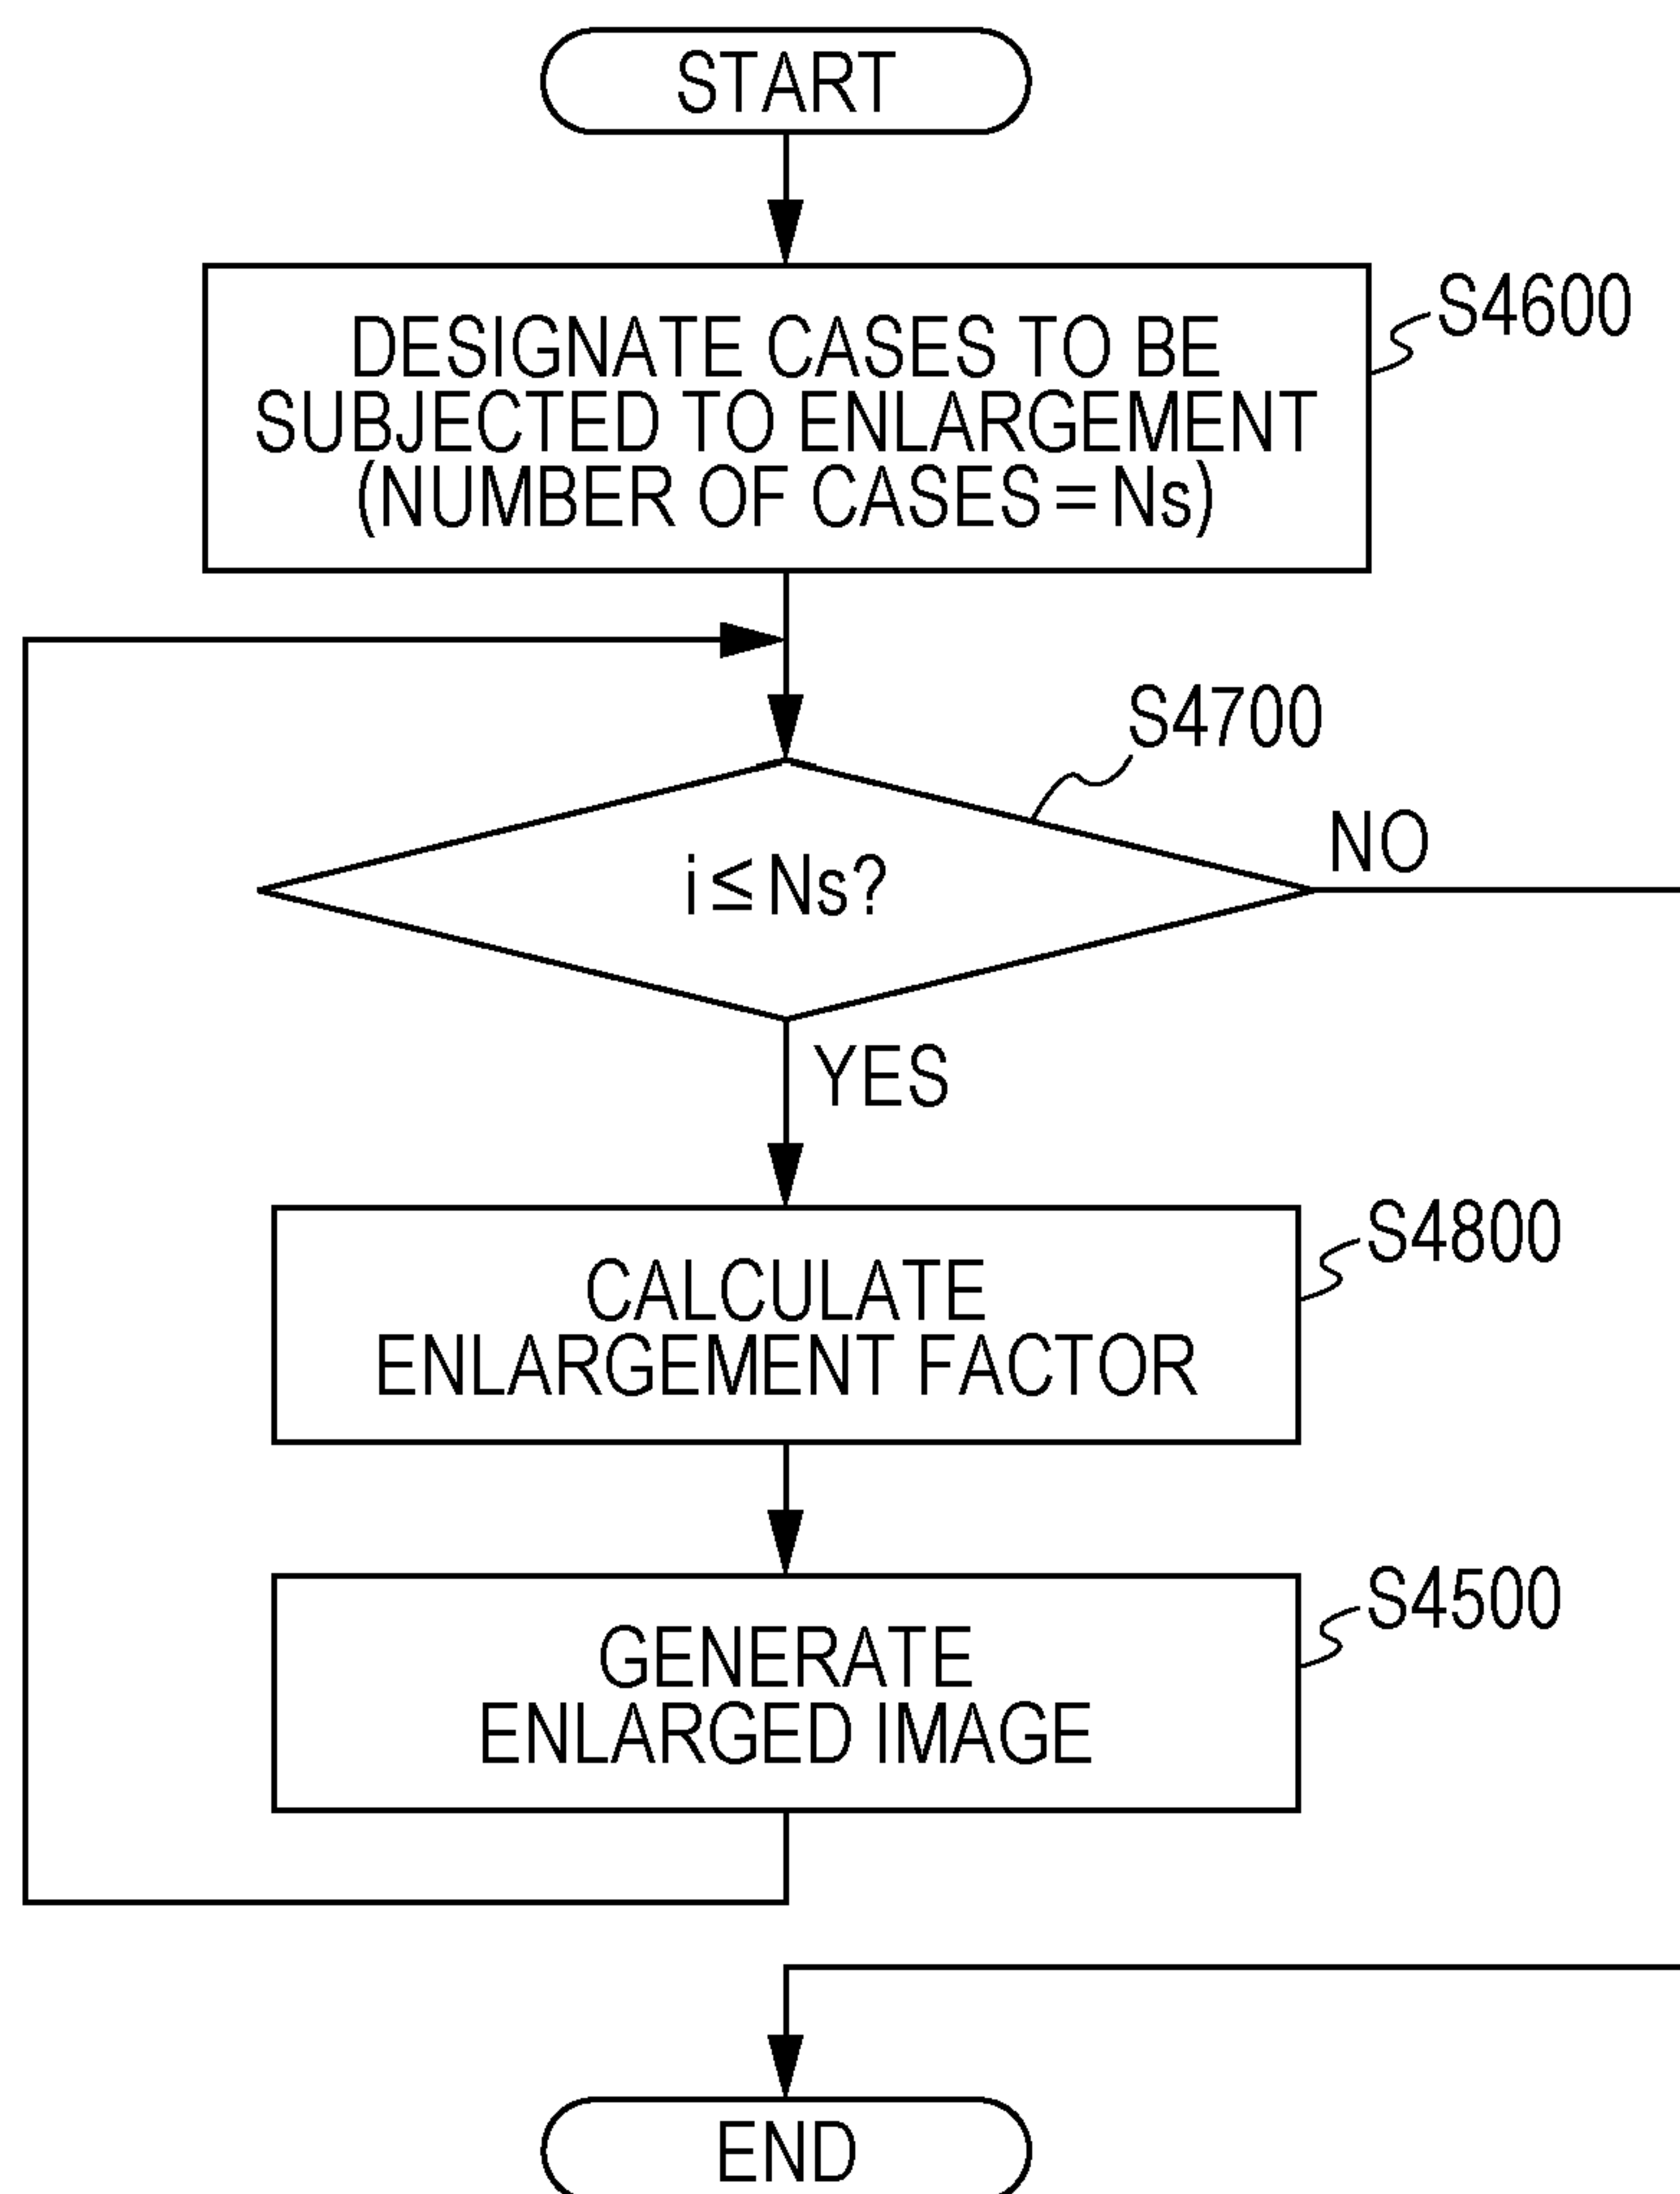 START
DESIGNATE CASES TO BE
SUBJECTED TO ENLARGEMENT
(NUMBER OF CASES = Ns)
S4600
S4700
i ≤ Ns?
NO
YES
CALCULATE
ENLARGEMENT FACTOR
S4800
GENERATE
ENLARGED IMAGE
S4500
END